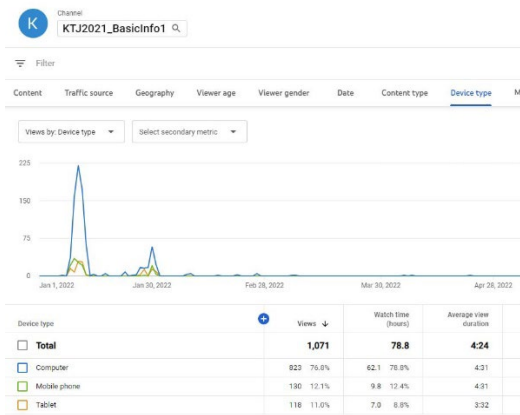 K
Channel
KTJ2021_BasicInfo1
Filter
Content Traffic source Geography Viewer age Viewer gender Date Content type Device type M
Views by: Device type Select secondary metric
225
150
75
0
Jan 1, 2022 Jan 30, 2022 Feb 28, 2022 Mar 30, 2022 Apr 28, 2022
Device type Views Watch time (hours) Average view duration
Total 1,071 78.8 4:24
Computer 823 76.8% 62.1 78.8% 4:31
Mobile phone 130 12.1% 9.8 12.4% 4:31
Tablet 118 11.0% 7.0 8.8% 3:32